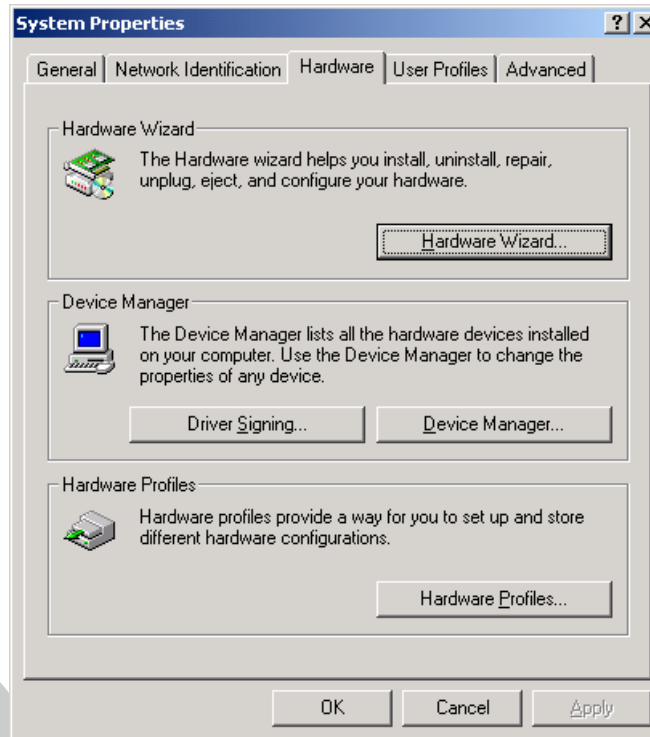 System Properties
General Network Identification Hardware User Profiles Advanced
Hardware Wizard
The Hardware wizard helps you install, uninstall, repair,
unplug, eject, and configure your hardware.
Hardware Wizard...
Device Manager
The Device Manager lists all the hardware devices installed
on your computer. Use the Device Manager to change the
properties of any device.
Driver Signing... Device Manager...
Hardware Profiles
Hardware profiles provide a way for you to set up and store
different hardware configurations.
Hardware Profiles...
OK Cancel Apply